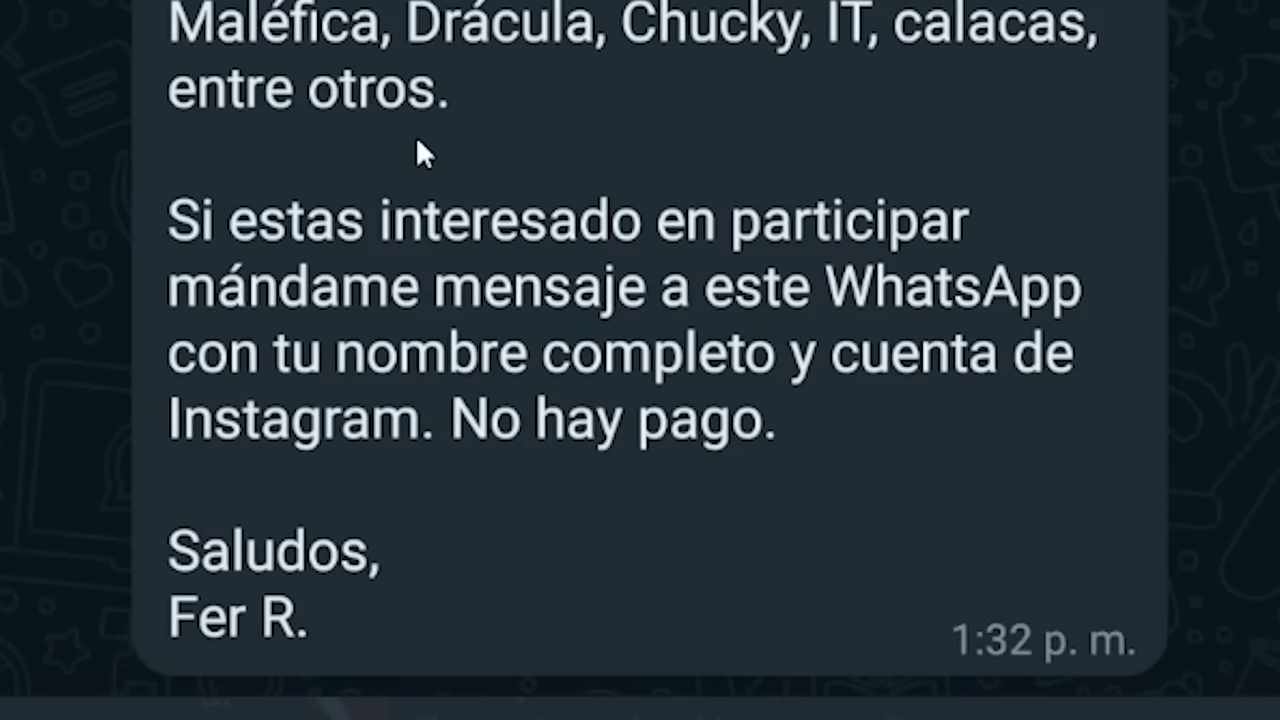 Maléfica, Drácula, Chucky, IT, calacas,
entre otros.
Si estas interesado en participar
mándame mensaje a este WhatsApp
con tu nombre completo y cuenta de
Instagram. No hay pago.
Saludos,
Fer R.
1:32 p. m.